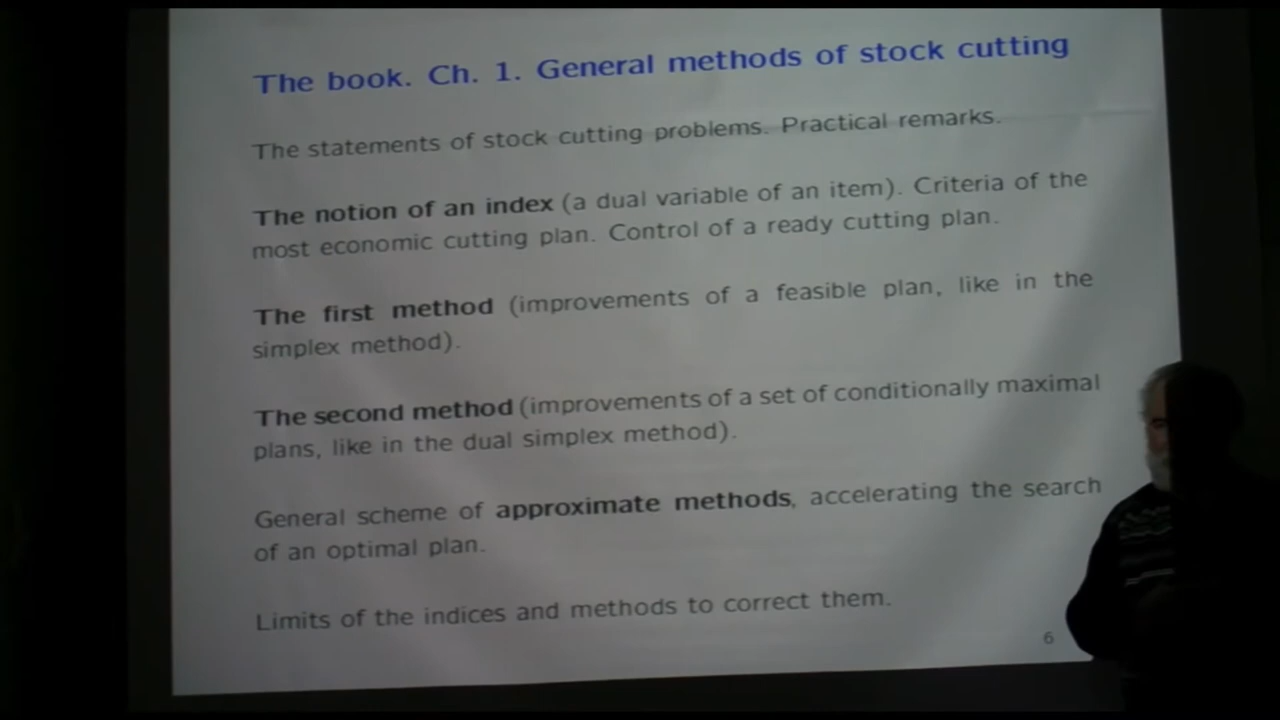 The book. Ch. 1. General methods of stock cutting
The statements of stock cutting problems. Practical remarks.
The notion of an index (a dual variable of an item). Criteria of the
most economic cutting plan. Control of a ready cutting plan.
The first method (improvements of a feasible plan, like in the
simplex method).
The second method (improvements of a set of conditionally maximal
plans, like in the dual simplex method).
General scheme of approximate methods, accelerating the search
of an optimal plan.
Limits of the indices and methods to correct them.
6